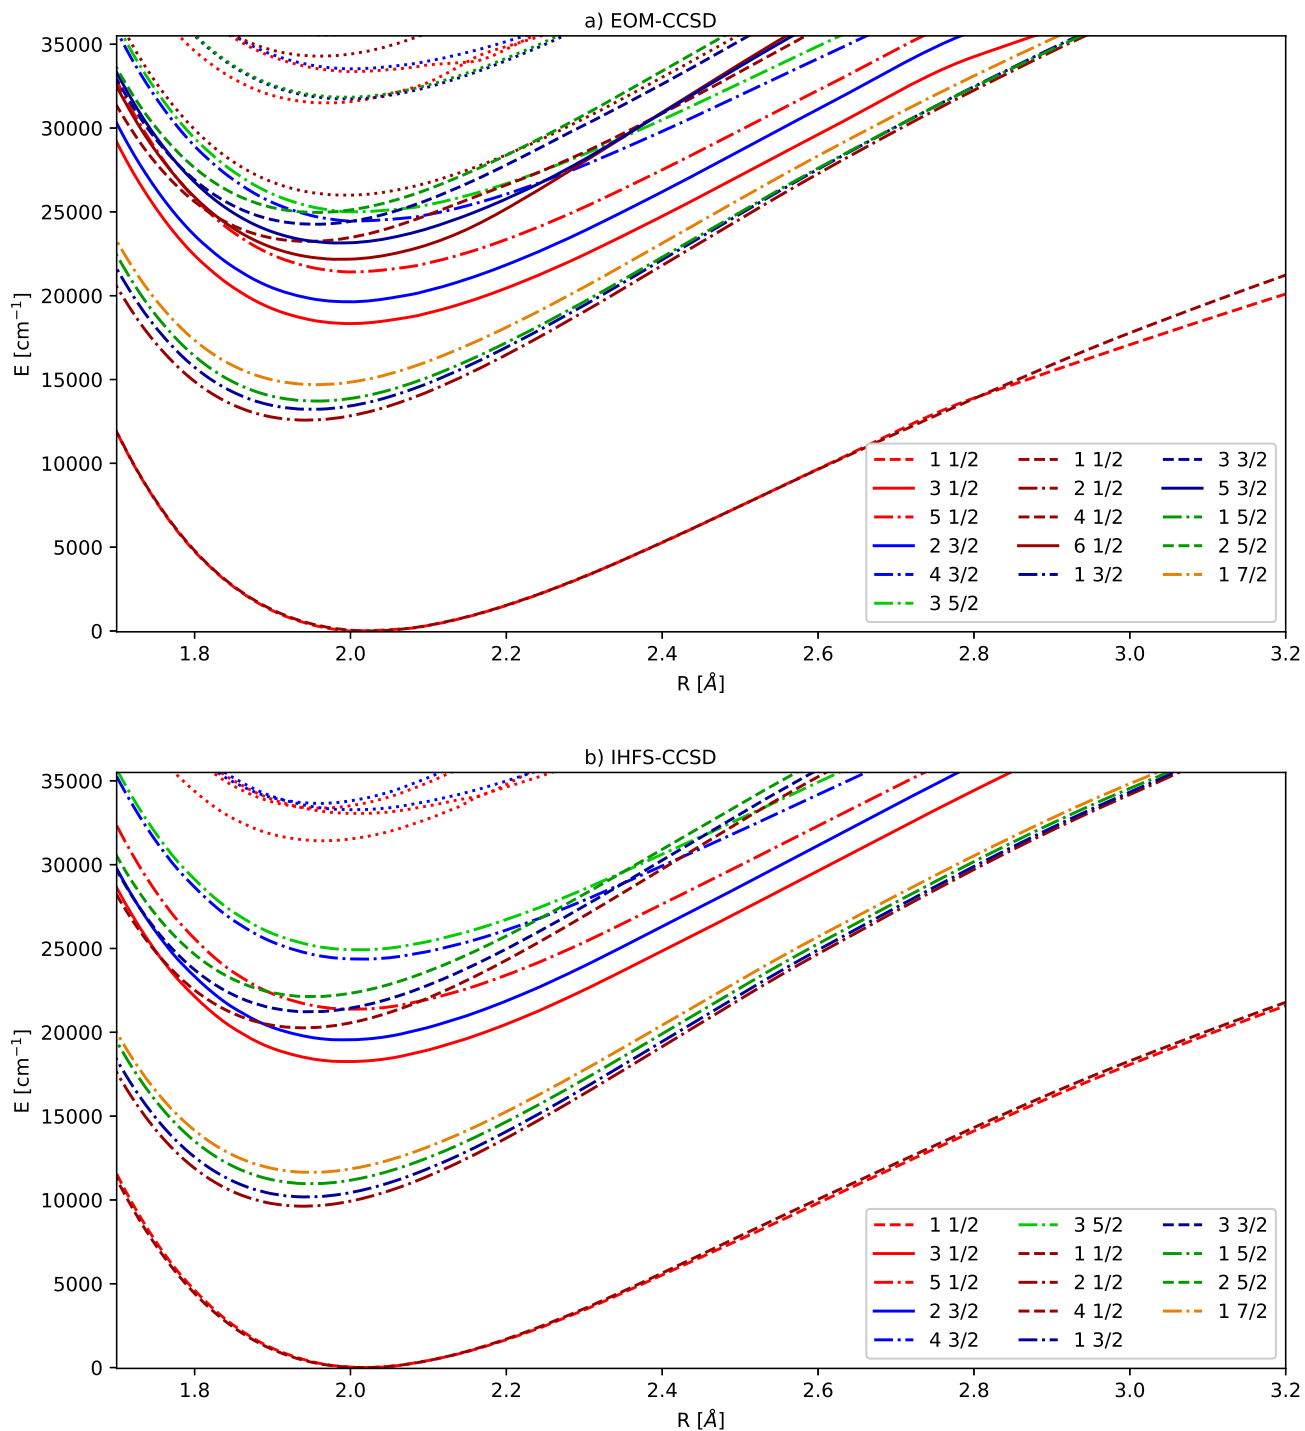 a) EOM-CCSD
35000
30000
25000
20000
15000
10000
5000
0
E [cm⁻¹]
1.8 2.0 2.2 2.4 2.6 2.8 3.0 3.2
R [Å]
1 1/2 1 1/2 3 3/2
3 1/2 2 1/2 5 3/2
5 1/2 4 1/2 1 5/2
2 3/2 6 1/2 2 5/2
4 3/2 1 3/2 1 7/2
3 5/2
b) IHFS-CCSD
35000
30000
25000
20000
15000
10000
5000
0
E [cm⁻¹]
1.8 2.0 2.2 2.4 2.6 2.8 3.0 3.2
R [Å]
1 1/2 3 5/2 3 3/2
3 1/2 1 1/2 1 5/2
5 1/2 2 1/2 2 5/2
2 3/2 4 1/2 1 7/2
4 3/2 1 3/2